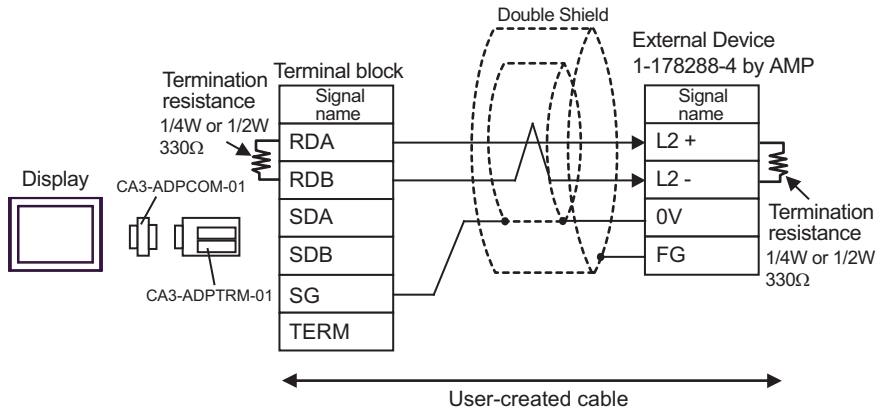 Double Shield
External Device
1-178288-4 by AMP
Terminal block
Termination
resistance
1/4W or 1/2W
330Ω
Signal
name
RDA
RDB
SDA
SDB
SG
TERM
Signal
name
L2 +
L2 -
0V
FG
Display
CA3-ADPCOM-01
CA3-ADPTRM-01
Termination
resistance
1/4W or 1/2W
330Ω
User-created cable